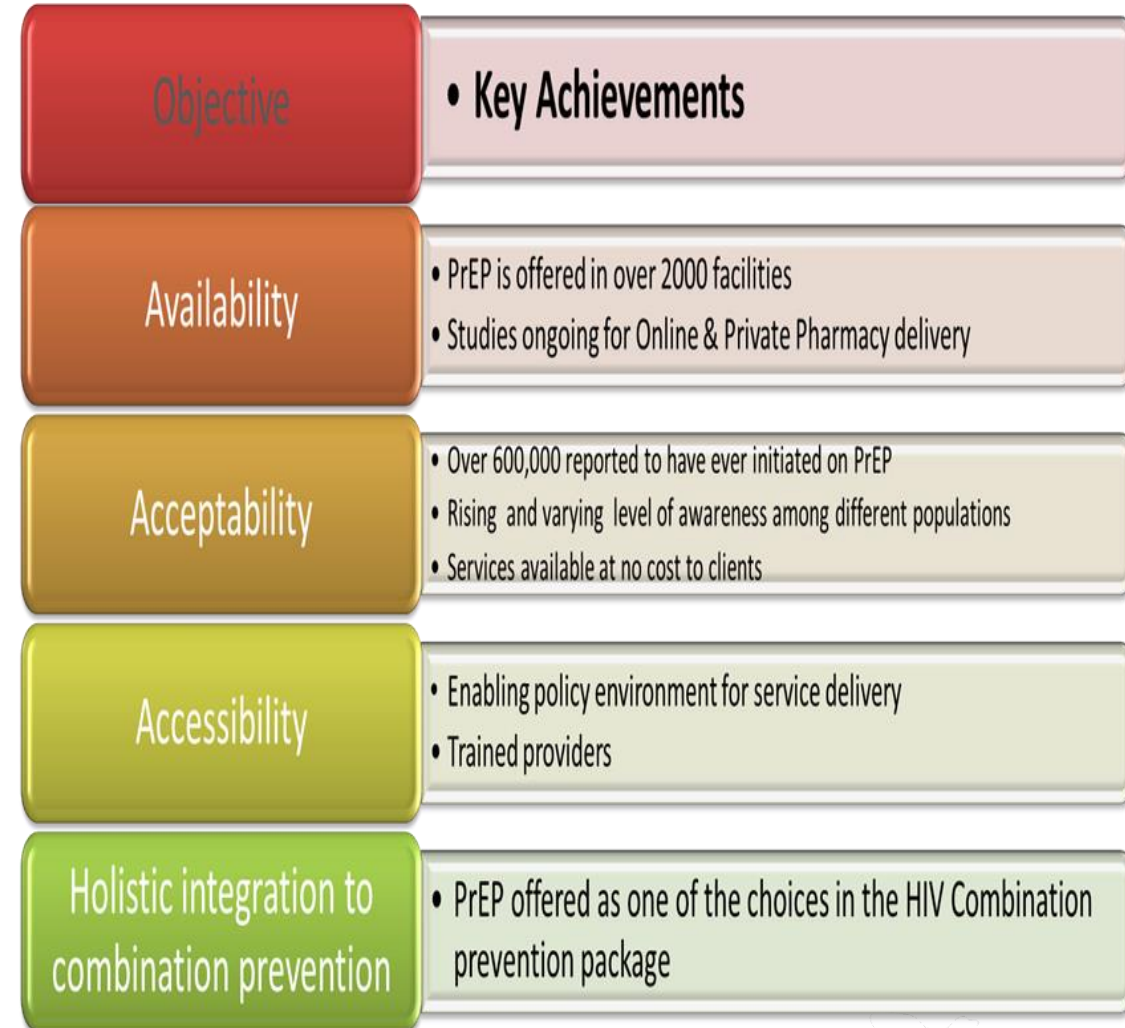 Objective
• Key Achievements
Availability
• PrEP is offered in over 2000 facilities
• Studies ongoing for Online & Private Pharmacy delivery
Acceptability
• Over 600,000 reported to have ever initiated on PrEP
• Rising and varying level of awareness among different populations
• Services available at no cost to clients
Accessibility
• Enabling policy environment for service delivery
• Trained providers
Holistic integration to
combination prevention
• PrEP offered as one of the choices in the HIV Combination
prevention package